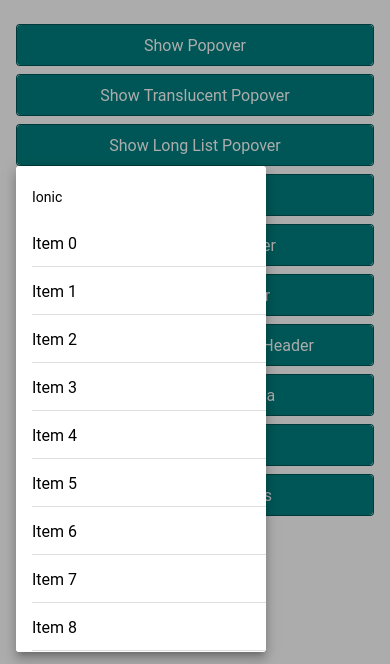 Show Popover
Show Translucent Popover
Show Long List Popover
Ionic
Item 0
Item 1
Item 2
Item 3
Item 4
Item 5
Item 6
Item 7
Item 8
Header